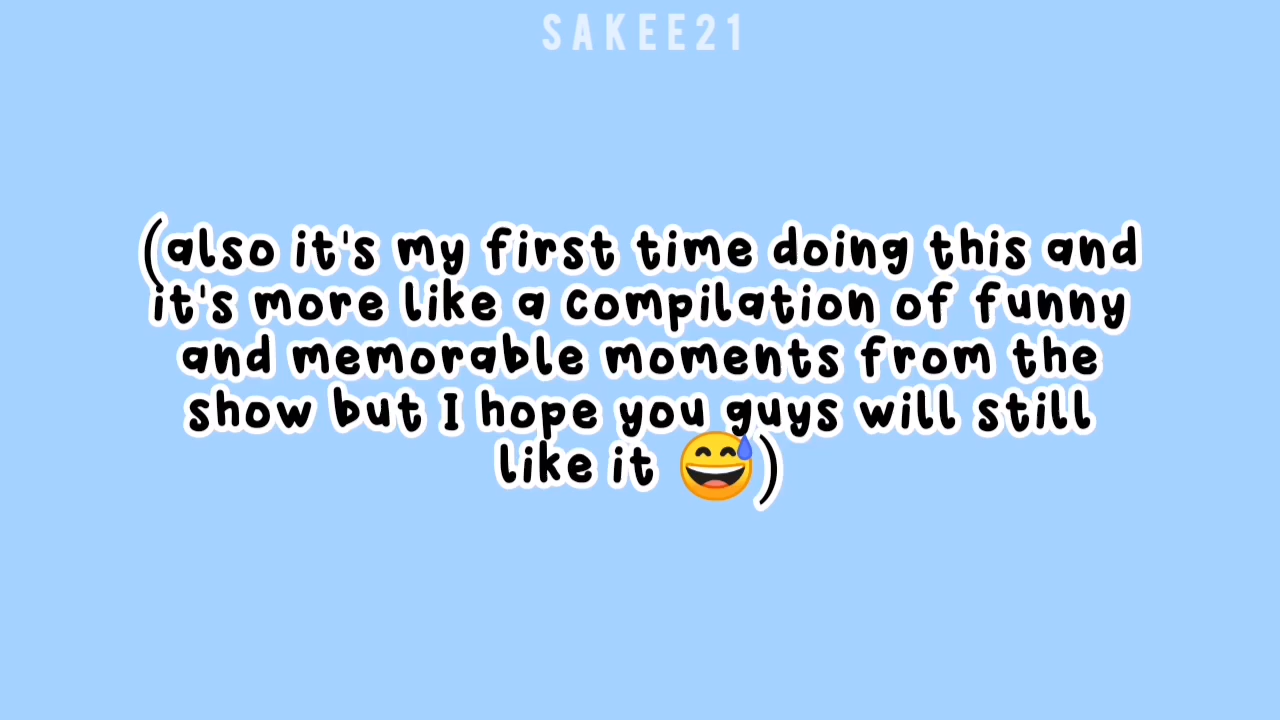 SAKEE21
(also it's my first time doing this and
it's more like a compilation of funny
and memorable moments from the
show but I hope you guys will still
like it 😅)